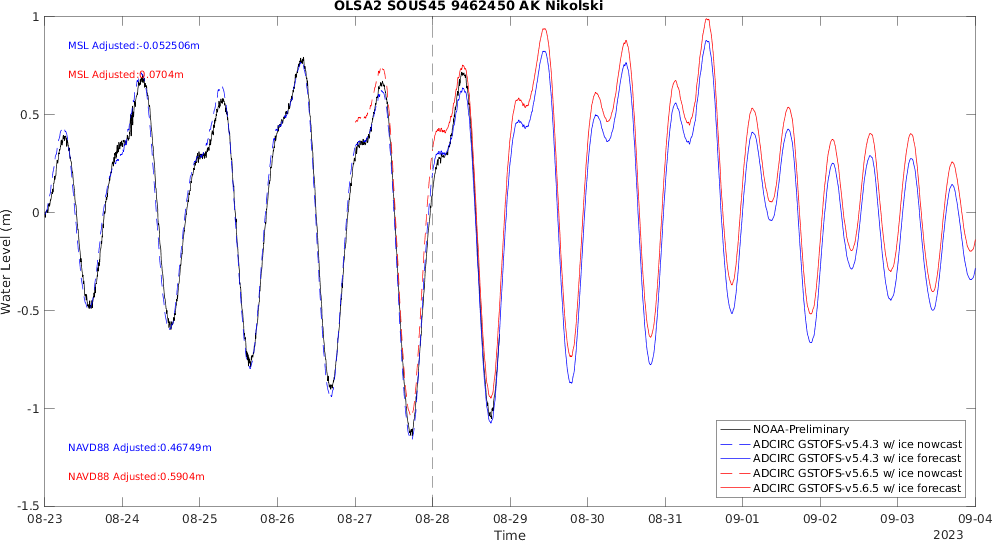 OLSA2 SOUS45 9462450 AK Nikolski
MSL Adjusted:-0.052506m
MSL Adjusted:0.0704m
NAVD88 Adjusted:0.46749m
NAVD88 Adjusted:0.5904m
Water Level (m)
1
0.5
0
-0.5
-1
-1.5
NOAA-Preliminary
ADCIRC GSTOFS-v5.4.3 w/ ice nowcast
ADCIRC GSTOFS-v5.4.3 w/ ice forecast
ADCIRC GSTOFS-v5.6.5 w/ ice nowcast
ADCIRC GSTOFS-v5.6.5 w/ ice forecast
08-23 08-24 08-25 08-26 08-27 08-28 08-29 08-30 08-31 09-01 09-02 09-03 09-04
Time
2023